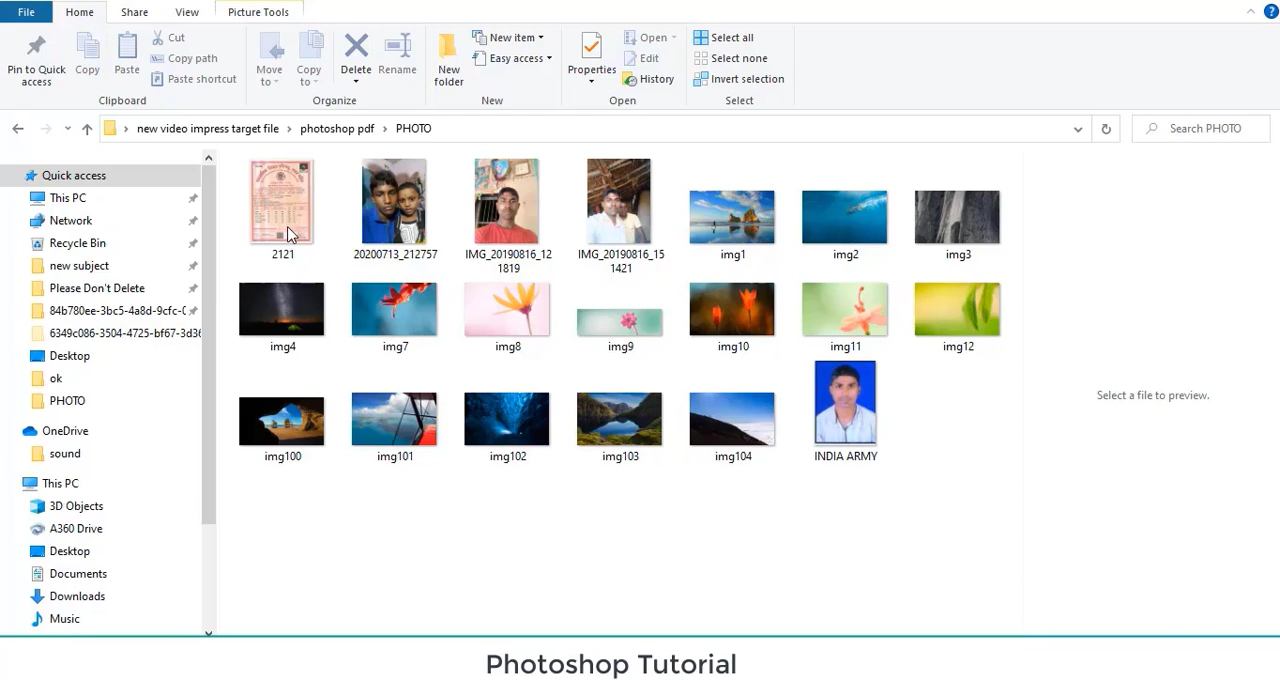 File
Home
Share
View
Picture Tools
Pin to Quick
access
Copy
Paste
Cut
Copy path
Paste shortcut
Clipboard
Move
to
Copy
to
Delete
Rename
Organize
New
folder
New item
Easy access
New
Properties
Open
Edit
History
Open
Select all
Select none
Invert selection
Select
new video impress target file
photoshop pdf
PHOTO
Search PHOTO
Quick access
This PC
Network
Recycle Bin
new subject
Please Don't Delete
84b780ee-3bc5-4a8d-9cfc-
6349c086-3504-4725-bf67-3d3
Desktop
ok
PHOTO
OneDrive
sound
This PC
3D Objects
A360 Drive
Desktop
Documents
Downloads
Music
2121
20200713_212757
IMG_20190816_12
1819
IMG_20190816_15
1421
img1
img2
img3
img4
img7
img8
img9
img10
img11
img12
img100
img101
img102
img103
img104
INDIA ARMY
Select a file to preview.
Photoshop Tutorial